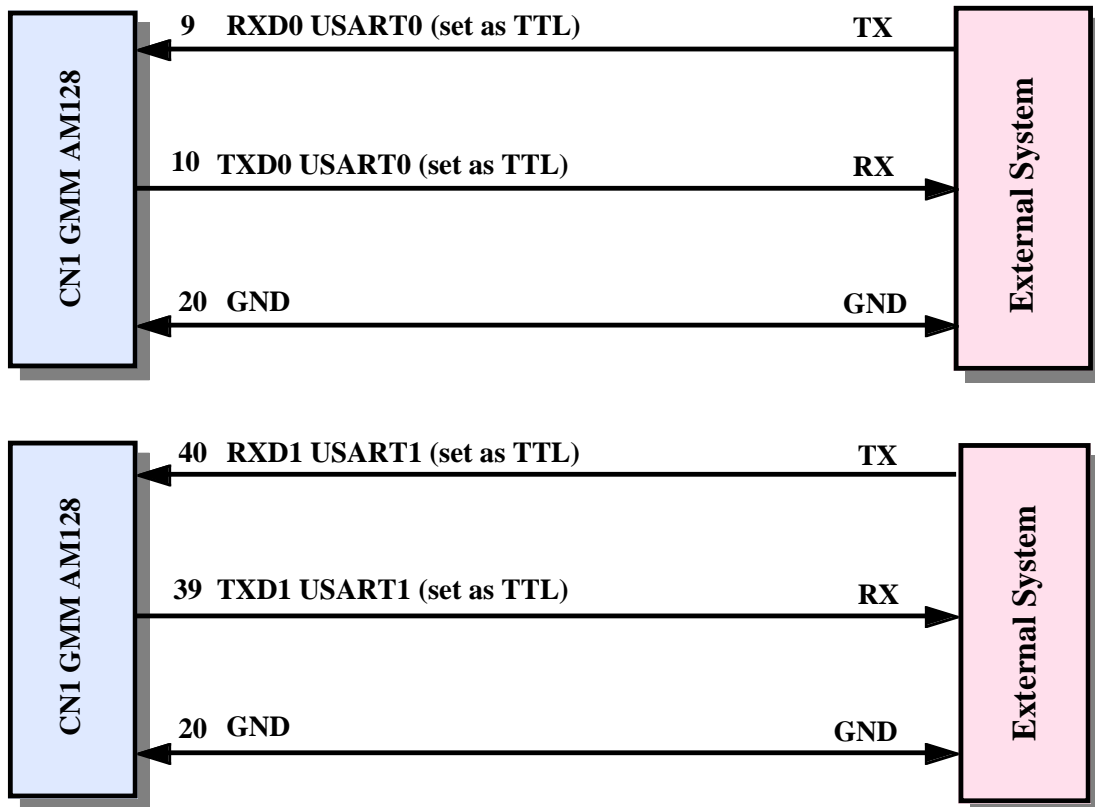 9 RXD0 USART0 (set as TTL) TX
CN1 GMM AM128
10 TXD0 USART0 (set as TTL) RX
External System
20 GND GND
40 RXD1 USART1 (set as TTL) TX
CN1 GMM AM128
39 TXD1 USART1 (set as TTL) RX
External System
20 GND GND